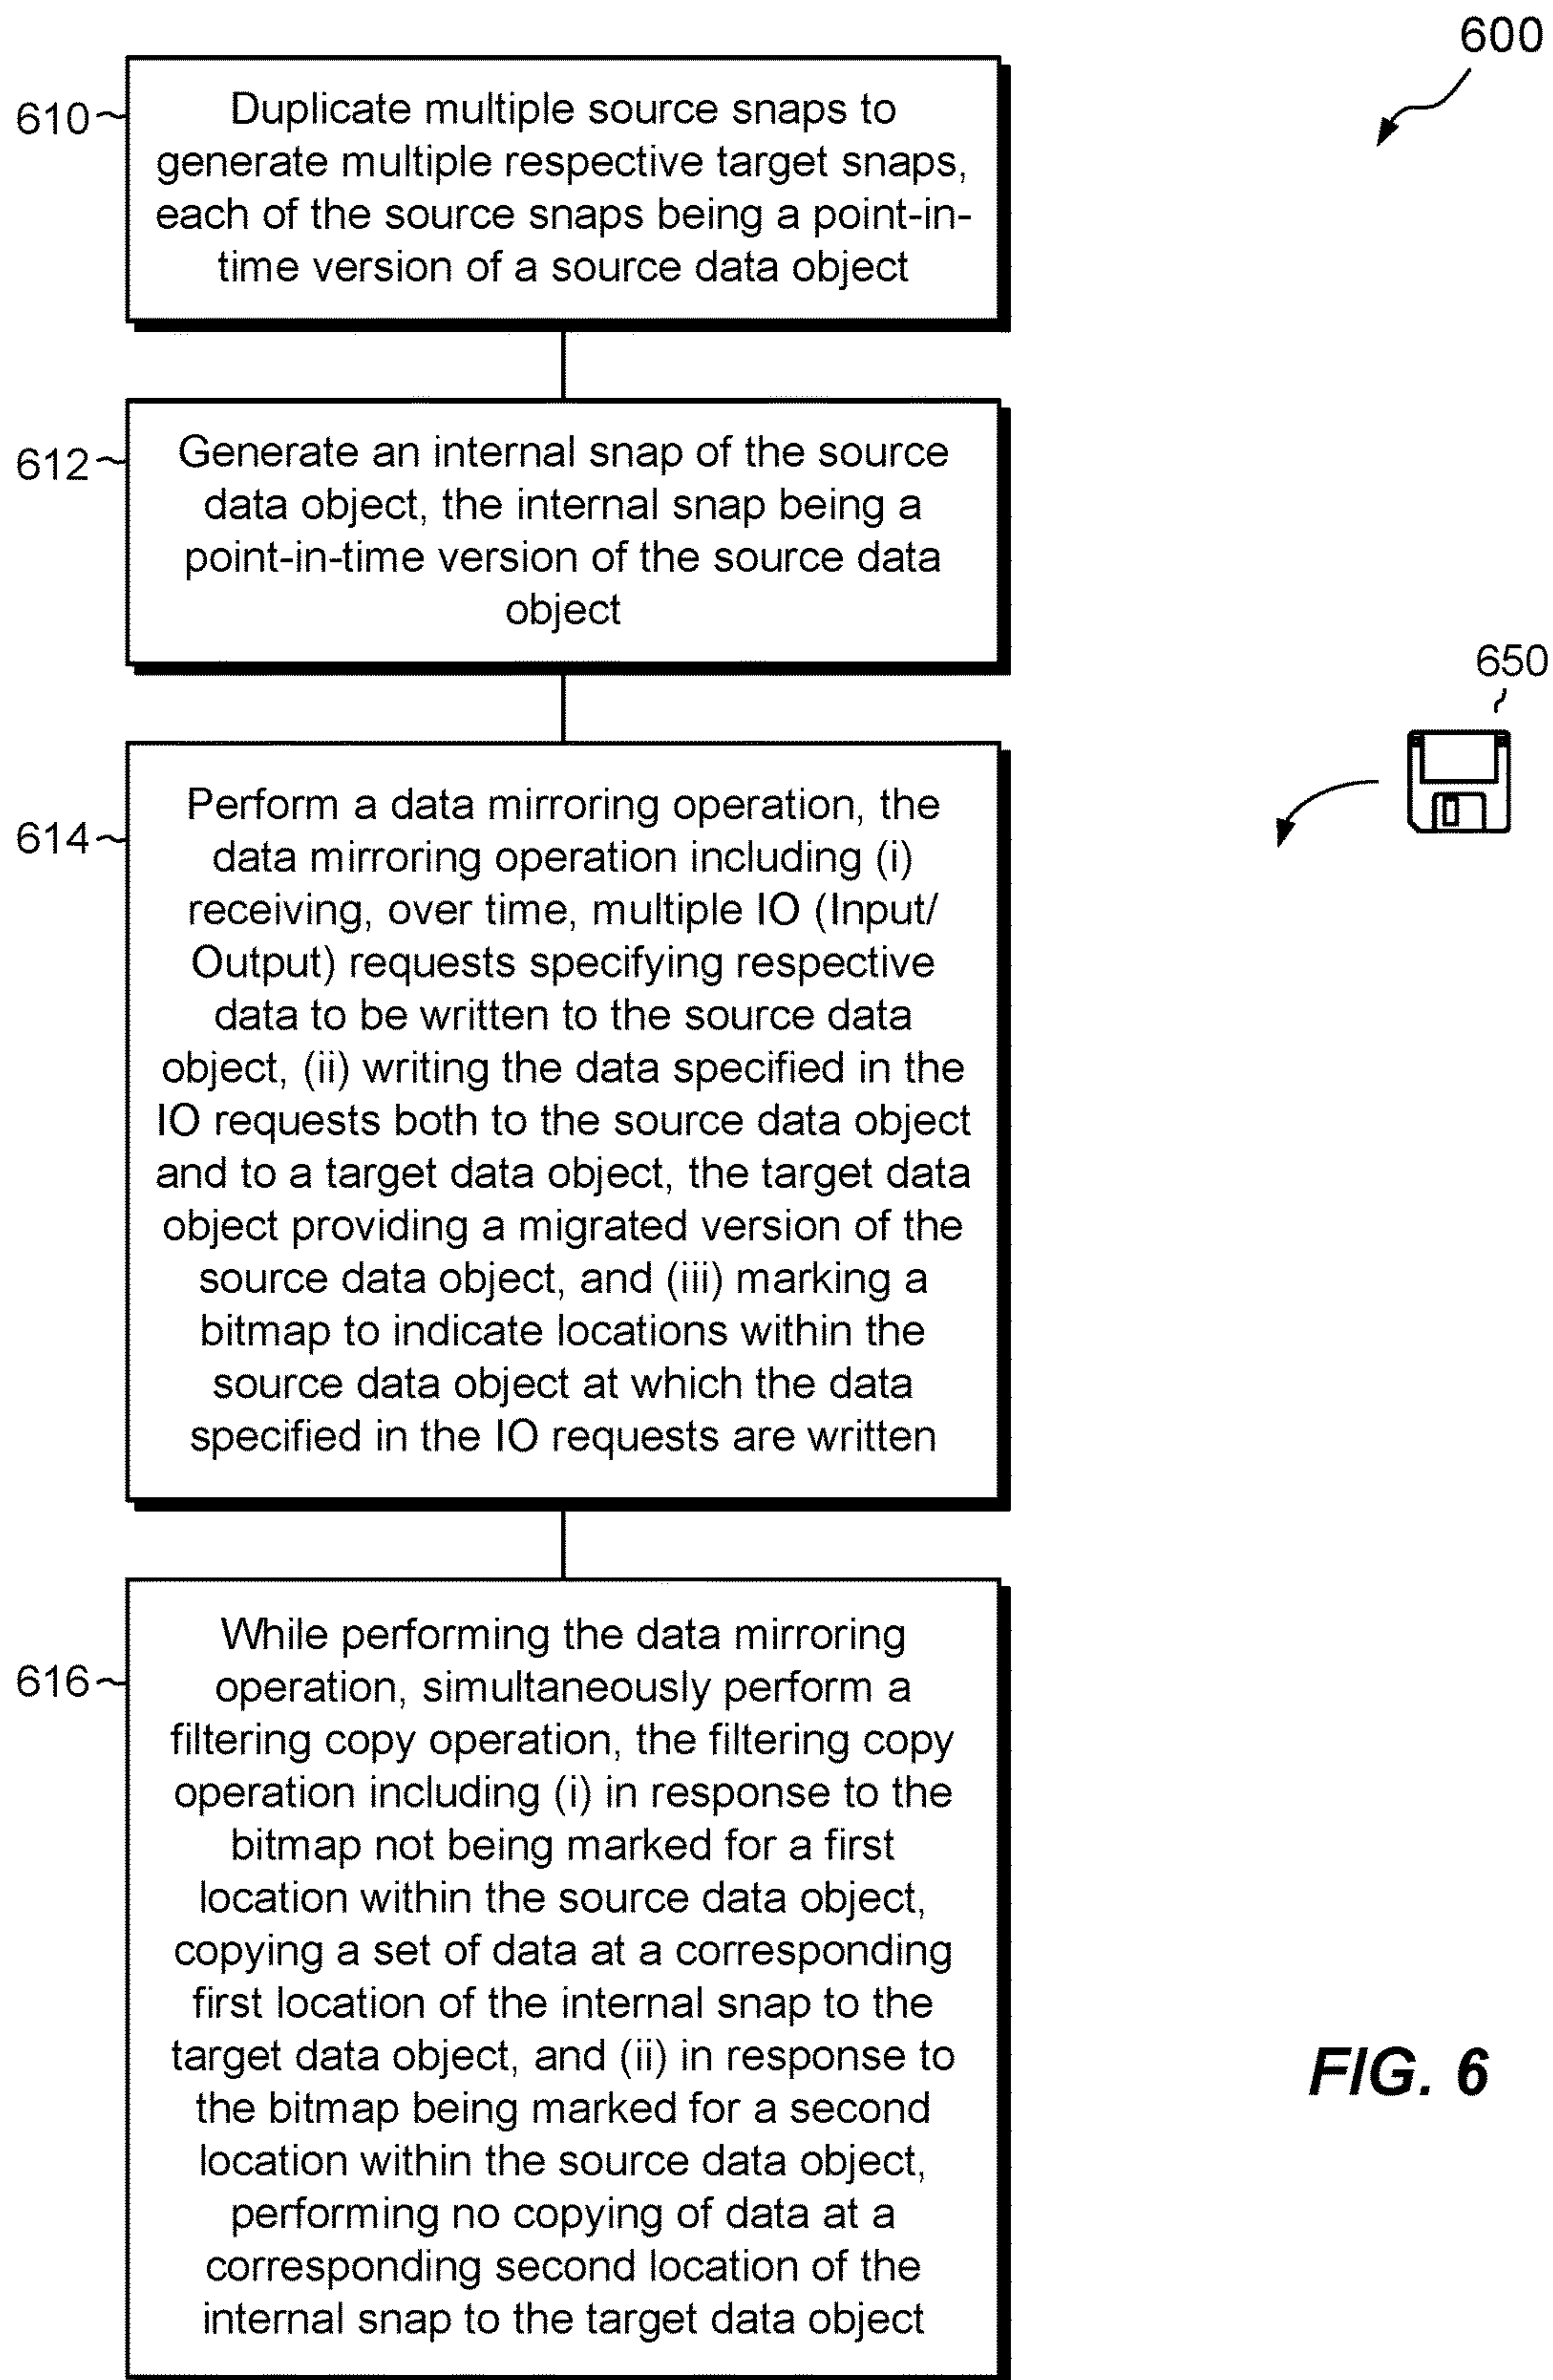 600
610
Duplicate multiple source snaps to
generate multiple respective target snaps,
each of the source snaps being a point-in-
time version of a source data object
612
Generate an internal snap of the source
data object, the internal snap being a
point-in-time version of the source data
object
650
614
Perform a data mirroring operation, the
data mirroring operation including (i)
receiving, over time, multiple IO (Input/
Output) requests specifying respective
data to be written to the source data
object, (ii) writing the data specified in the
IO requests both to the source data object
and to a target data object, the target data
object providing a migrated version of the
source data object, and (iii) marking a
bitmap to indicate locations within the
source data object at which the data
specified in the IO requests are written
616
While performing the data mirroring
operation, simultaneously perform a
filtering copy operation, the filtering copy
operation including (i) in response to the
bitmap not being marked for a first
location within the source data object,
copying a set of data at a corresponding
first location of the internal snap to the
target data object, and (ii) in response to
the bitmap being marked for a second
location within the source data object,
performing no copying of data at a
corresponding second location of the
internal snap to the target data object
FIG. 6